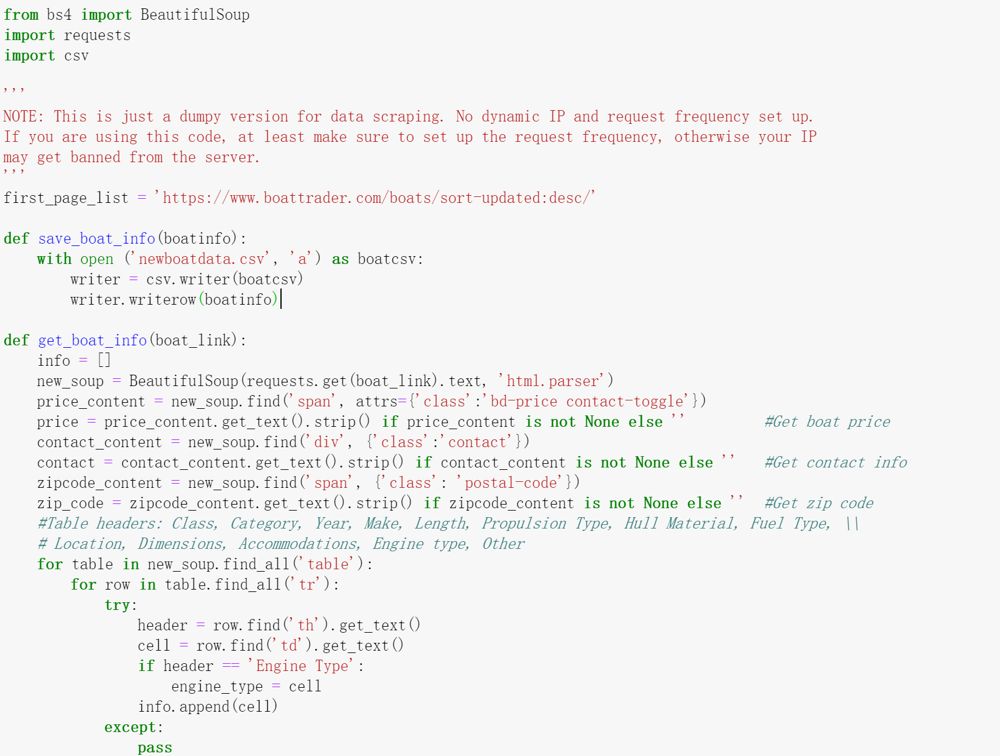 from bs4 import BeautifulSoup
import requests
import csv
'''
NOTE: This is just a dumpy version for data scraping. No dynamic IP and request frequency set up.
If you are using this code, at least make sure to set up the request frequency, otherwise your IP
may get banned from the server.
'''
first_page_list = 'https://www.boattrader.com/boats/sort-updated:desc/'
def save_boat_info(boatinfo):
    with open ('newboatdata.csv', 'a') as boatcsv:
        writer = csv.writer(boatcsv)
        writer.writerow(boatinfo)
def get_boat_info(boat_link):
    info = []
    new_soup = BeautifulSoup(requests.get(boat_link).text, 'html.parser')
    price_content = new_soup.find('span', attrs={'class':'bd-price contact-toggle'})
    price = price_content.get_text().strip() if price_content is not None else ''         #Get boat price
    contact_content = new_soup.find('div', {'class':'contact'})
    contact = contact_content.get_text().strip() if contact_content is not None else ''   #Get contact info
    zipcode_content = new_soup.find('span', {'class': 'postal-code'})
    zip_code = zipcode_content.get_text().strip() if zipcode_content is not None else ''  #Get zip code
    #Table headers: Class, Category, Year, Make, Length, Propulsion Type, Hull Material, Fuel Type, \\
    # Location, Dimensions, Accommodations, Engine type, Other
    for table in new_soup.find_all('table'):
        for row in table.find_all('tr'):
            try:
                header = row.find('th').get_text()
                cell = row.find('td').get_text()
                if header == 'Engine Type':
                    engine_type = cell
                info.append(cell)
            except:
                pass